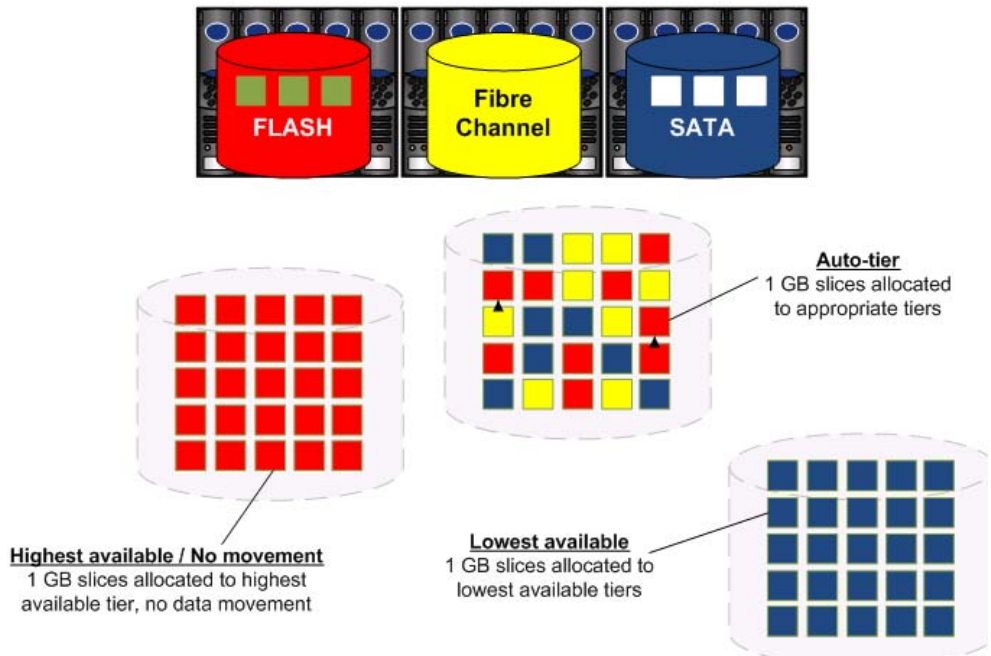 FLASH
Fibre
Channel
SATA
Auto-tier
1 GB slices allocated
to appropriate tiers
Highest available / No movement
1 GB slices allocated to highest
available tier, no data movement
Lowest available
1 GB slices allocated to
lowest available tiers